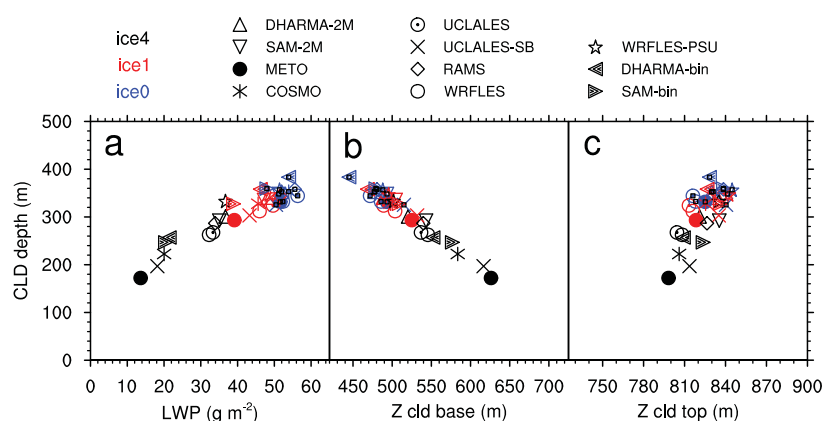 ice4
ice1
ice0
DHARMA-2M
SAM-2M
METO
COSMO
UCLALES
UCLALES-SB
RAMS
WRFLES
WRFLES-PSU
DHARMA-bin
SAM-bin
CLD depth (m)
500
400
300
200
100
0
a
b
c
0 10 20 30 40 50 60
450 500 550 600 650 700
750 780 810 840 870 900
LWP (g m-2)
Z cld base (m)
Z cld top (m)